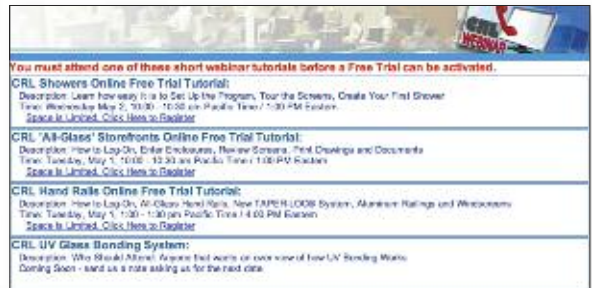 CRL WEBINAR
You must attend one of these short webinar tutorials before a Free Trial can be activated.
CRL Showers Online Free Trial Tutorial:
Description: Learn how easy it is to Set Up the Program, Tour the Screens, Create Your First Shower
Time: Wednesday May 2, 10:00 - 10:30 am Pacific Time / 1:00 PM Eastern
Space is Limited, Click Here to Register
CRL 'All-Glass' Storefronts Online Free Trial Tutorial:
Description: How to Log-On, Enter Enclosures, Review Screens, Print Drawings and Documents
Time: Tuesday, May 1, 10:00 - 10:30 am Pacific Time / 1:00 PM Eastern
Space is Limited, Click Here to Register
CRL Hand Rails Online Free Trial Tutorial:
Description: How to Log-On, All-Glass Hand Rails, New TAPER-LOC® System, Aluminum Railings and Windscreens
Time: Tuesday, May 1, 1:00 - 1:30 pm Pacific Time / 4:00 PM Eastern
Space is Limited, Click Here to Register
CRL UV Glass Bonding System:
Description: Who Should Attend: Anyone that wants an overview of how UV Bonding Works
Coming Soon - send us a note asking us for the next date